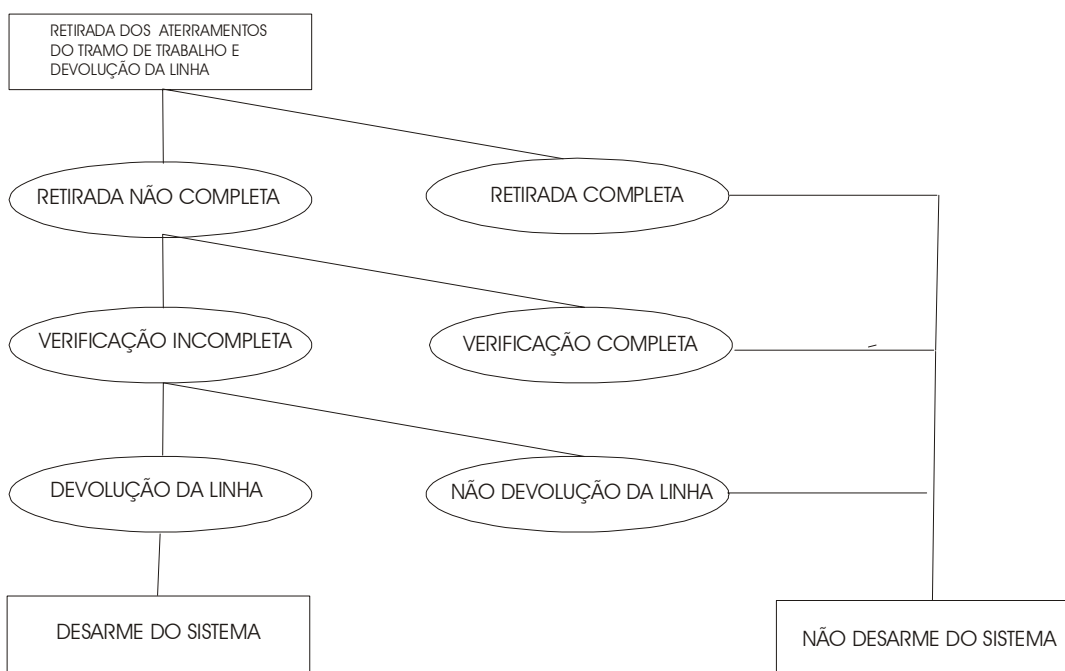 RETIRADA DOS ATERRAMENTOS
DO TRAMO DE TRABALHO E
DEVOLUÇÃO DA LINHA
RETIRADA NÃO COMPLETA
RETIRADA COMPLETA
VERIFICAÇÃO INCOMPLETA
VERIFICAÇÃO COMPLETA
DEVOLUÇÃO DA LINHA
NÃO DEVOLUÇÃO DA LINHA
DESARME DO SISTEMA
NÃO DESARME DO SISTEMA